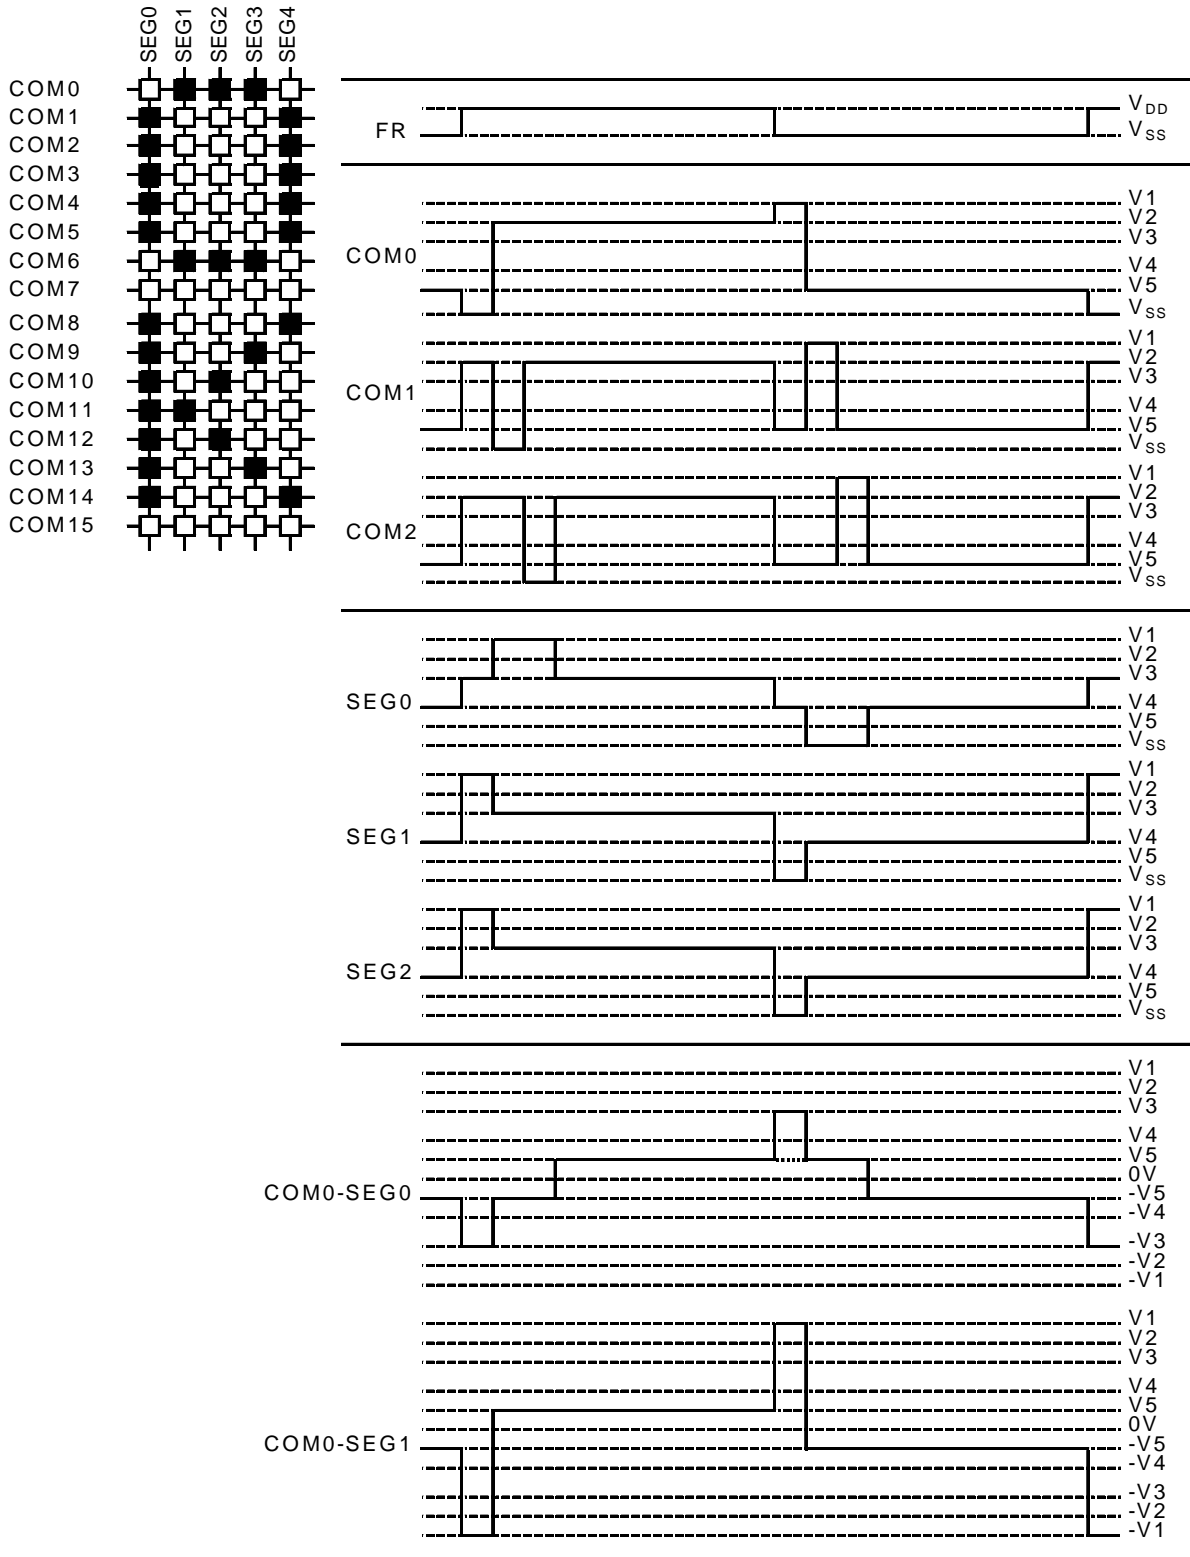 SEG0
SEG1
SEG2
SEG3
SEG4
COM0
COM1
COM2
COM3
COM4
COM5
COM6
COM7
COM8
COM9
COM10
COM11
COM12
COM13
COM14
COM15
FR
VDD
VSS
COM0
V1
V2
V3
V4
V5
VSS
COM1
V1
V2
V3
V4
V5
VSS
COM2
V1
V2
V3
V4
V5
VSS
SEG0
V1
V2
V3
V4
V5
VSS
SEG1
V1
V2
V3
V4
V5
VSS
SEG2
V1
V2
V3
V4
V5
VSS
COM0-SEG0
V1
V2
V3
V4
V5
0V
-V5
-V4
-V3
-V2
-V1
COM0-SEG1
V1
V2
V3
V4
V5
0V
-V5
-V4
-V3
-V2
-V1